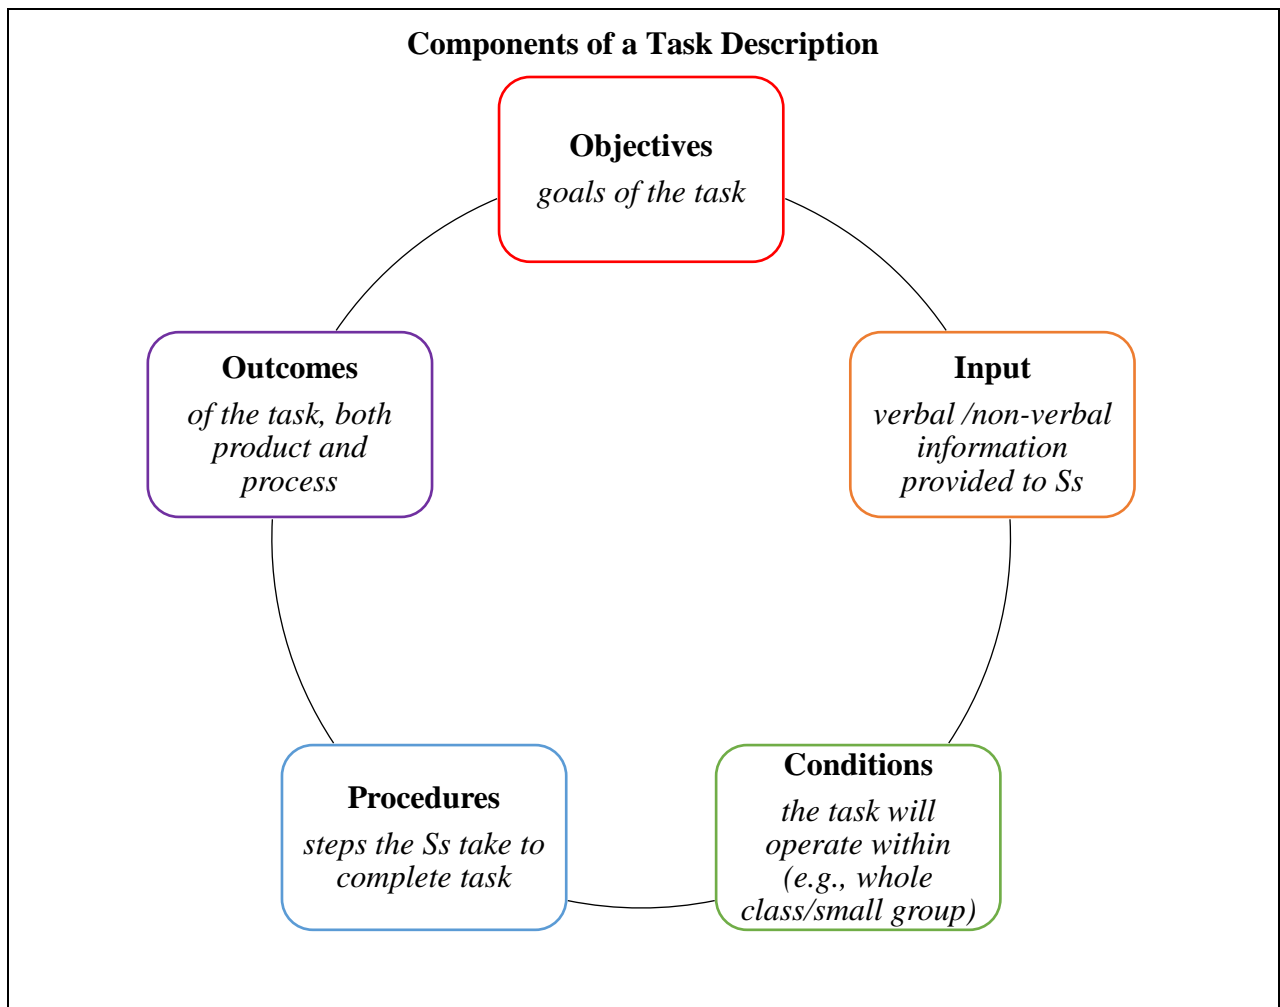 Components of a Task Description
Objectives
goals of the task
Input
verbal /non-verbal
information
provided to Ss
Conditions
the task will
operate within
(e.g., whole
class/small group)
Procedures
steps the Ss take to
complete task
Outcomes
of the task, both
product and
process